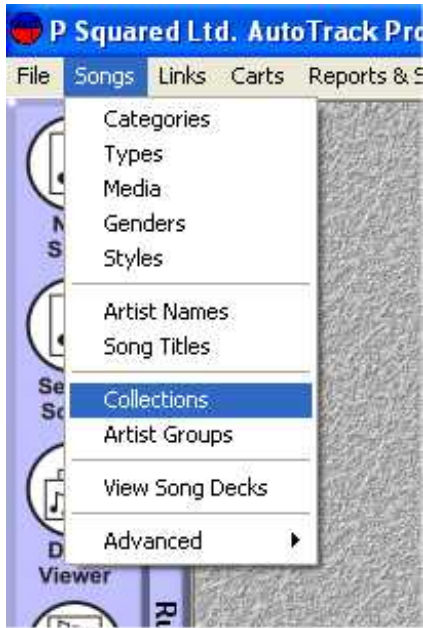 P Squared Ltd. AutoTrack Pro
File Songs Links Carts Reports &
Categories
Types
Media
Genders
Styles
Artist Names
Song Titles
Collections
Artist Groups
View Song Decks
Advanced
Viewer